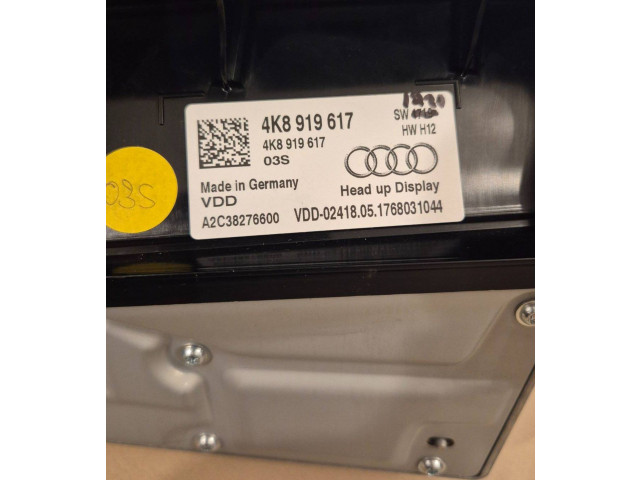 4K8 919 617
SW
4K8 919 617
HW H12
03S
Made in Germany
Head up Display
VDD
A2C38276600 VDD-02418.05.1768031044
03S